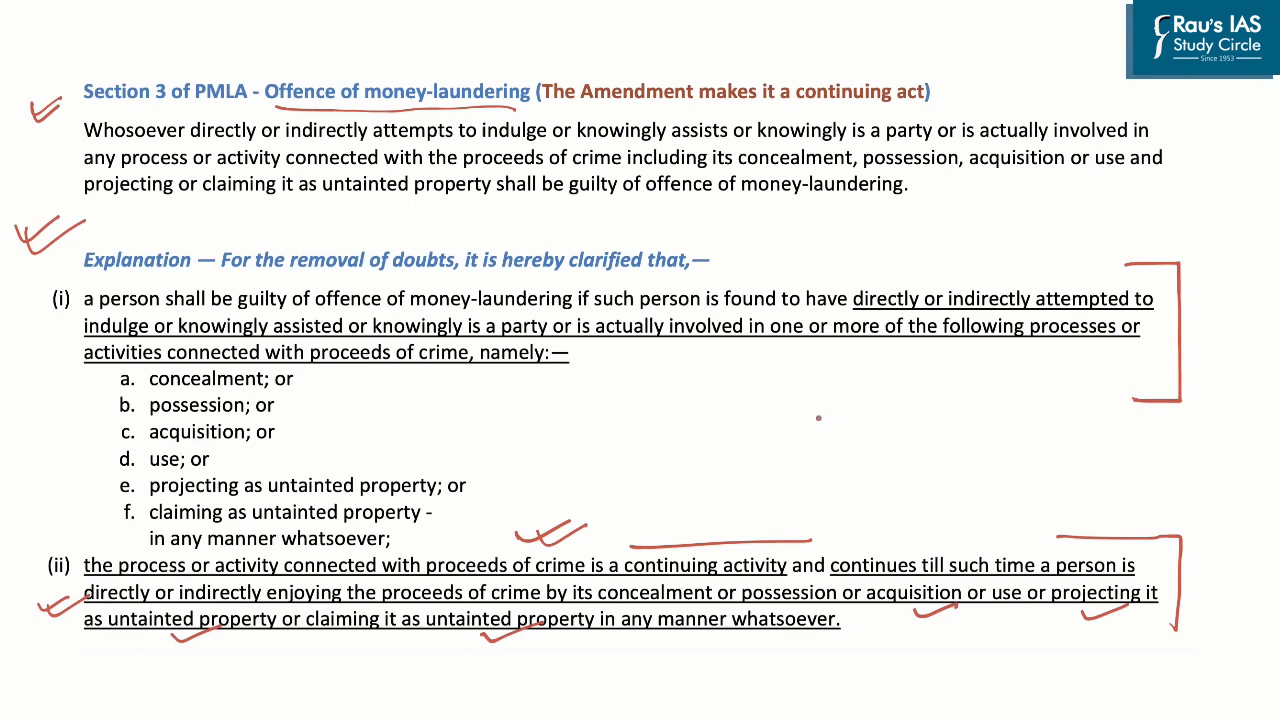 Rau's IAS
Study Circle
Since 1953
Section 3 of PMLA - Offence of money-laundering (The Amendment makes it a continuing act)
Whosoever directly or indirectly attempts to indulge or knowingly assists or knowingly is a party or is actually involved in
any process or activity connected with the proceeds of crime including its concealment, possession, acquisition or use and
projecting or claiming it as untainted property shall be guilty of offence of money-laundering.
Explanation — For the removal of doubts, it is hereby clarified that,—
(i) a person shall be guilty of offence of money-laundering if such person is found to have directly or indirectly attempted to
indulge or knowingly assisted or knowingly is a party or is actually involved in one or more of the following processes or
activities connected with proceeds of crime, namely:—
a. concealment; or
b. possession; or
c. acquisition; or
d. use; or
e. projecting as untainted property; or
f. claiming as untainted property -
in any manner whatsoever;
(ii) the process or activity connected with proceeds of crime is a continuing activity and continues till such time a person is
directly or indirectly enjoying the proceeds of crime by its concealment or possession or acquisition or use or projecting it
as untainted property or claiming it as untainted property in any manner whatsoever.